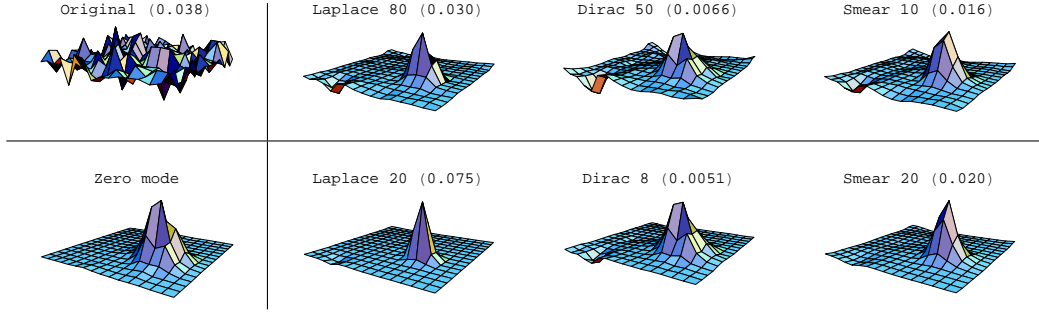 Original (0.038)
Laplace 80 (0.030)
Dirac 50 (0.0066)
Smear 10 (0.016)
Zero mode
Laplace 20 (0.075)
Dirac 8 (0.0051)
Smear 20 (0.020)